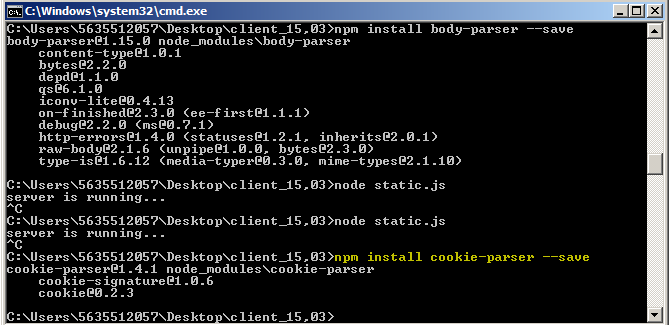 C:\Windows\system32\cmd.exe
C:\Users\5635512057\Desktop\client_15,03>npm install body-parser --save
body-parser@1.15.0 node_modules\body-parser
content-type@1.0.1
bytes@2.2.0
depd@1.1.0
qs@6.1.0
iconv-lite@0.4.13
on-finished@2.3.0 (ee-first@1.1.1)
debug@2.2.0 (ms@0.7.1)
http-errors@1.4.0 (statuses@1.2.1, inherits@2.0.1)
raw-body@2.1.6 (unpipe@1.0.0, bytes@2.3.0)
type-is@1.6.12 (media-typer@0.3.0, mime-types@2.1.10)
C:\Users\5635512057\Desktop\client_15,03>node static.js
server is running...
^C
C:\Users\5635512057\Desktop\client_15,03>node static.js
server is running...
^C
C:\Users\5635512057\Desktop\client_15,03>npm install cookie-parser --save
cookie-parser@1.4.1 node_modules\cookie-parser
cookie-signature@1.0.6
cookie@0.2.3
C:\Users\5635512057\Desktop\client_15,03>